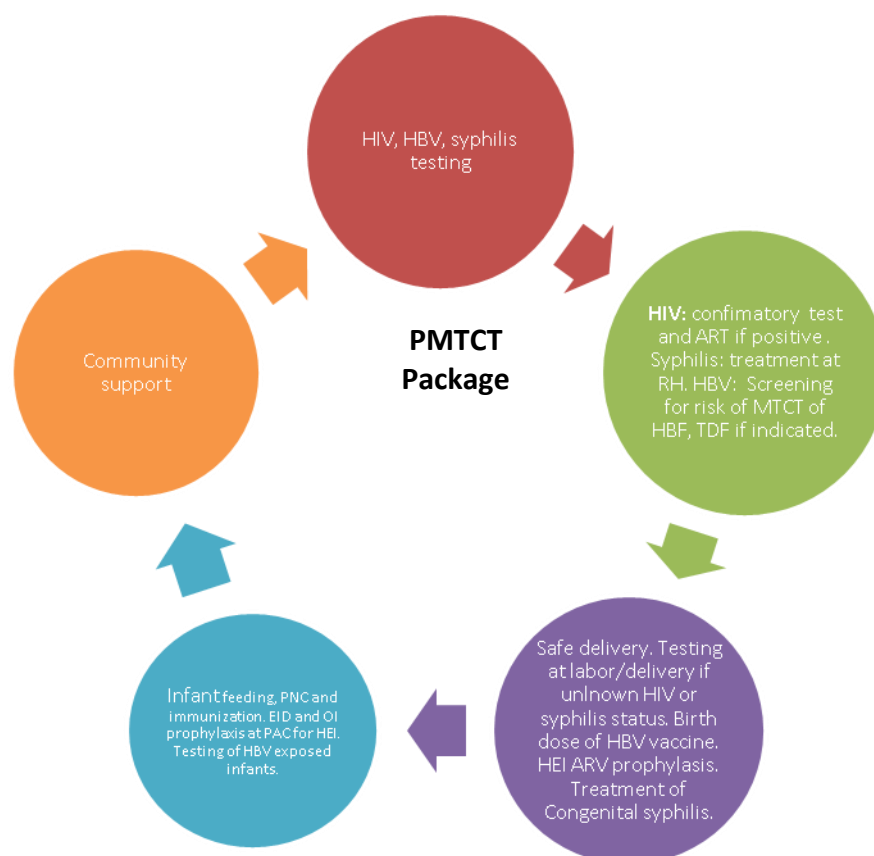 HIV, HBV, syphilis
testing
HIV: confimatory test
and ART if positive .
Syphilis: treatment at
RH. HBV: Screening
for risk of MTCT of
HBF, TDF if indicated.
PMTCT
Package
Community
support
Safe delivery. Testing
at labor/delivery if
unlnown HIV or
syphilis status. Birth
dose of HBV vaccine.
HEI ARV prophylasis.
Treatment of
Congenital syphilis.
Infant feeding, PNC and
immunization. EID and OI
prophylaxis at PAC for HEI.
Testing of HBV exposed
infants.